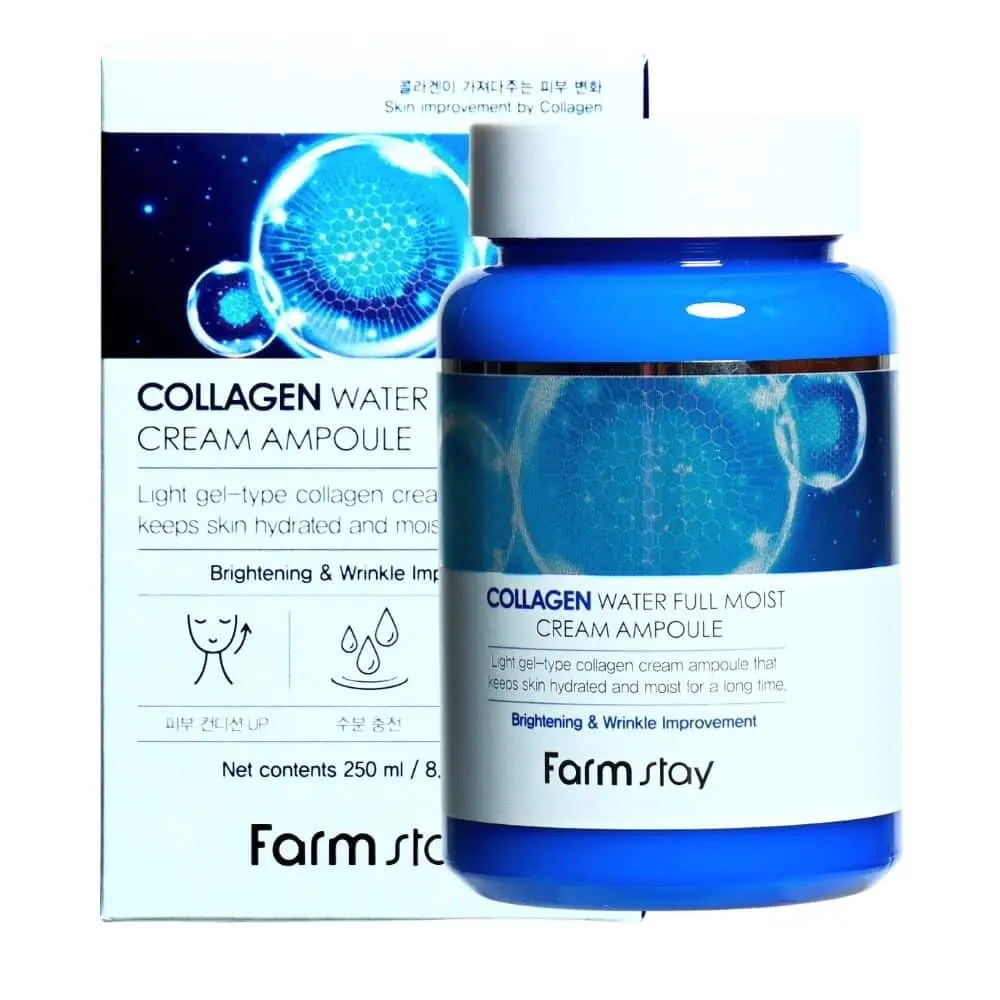 콜라겐이 가져다주는 피부 변화
Skin improvement by Collagen
COLLAGEN WATER
CREAM AMPOULE
Light gel-type collagen crea
keeps skin hydrated and mois
Brightening & Wrinkle Imp
피부 컨디션 UP
수분 충전
Net contents 250 ml / 8.
Farm stay
COLLAGEN WATER FULL MOIST
CREAM AMPOULE
Light gel-type collagen cream ampoule that
keeps skin hydrated and moist for a long time.
Brightening & Wrinkle Improvement
Farm stay